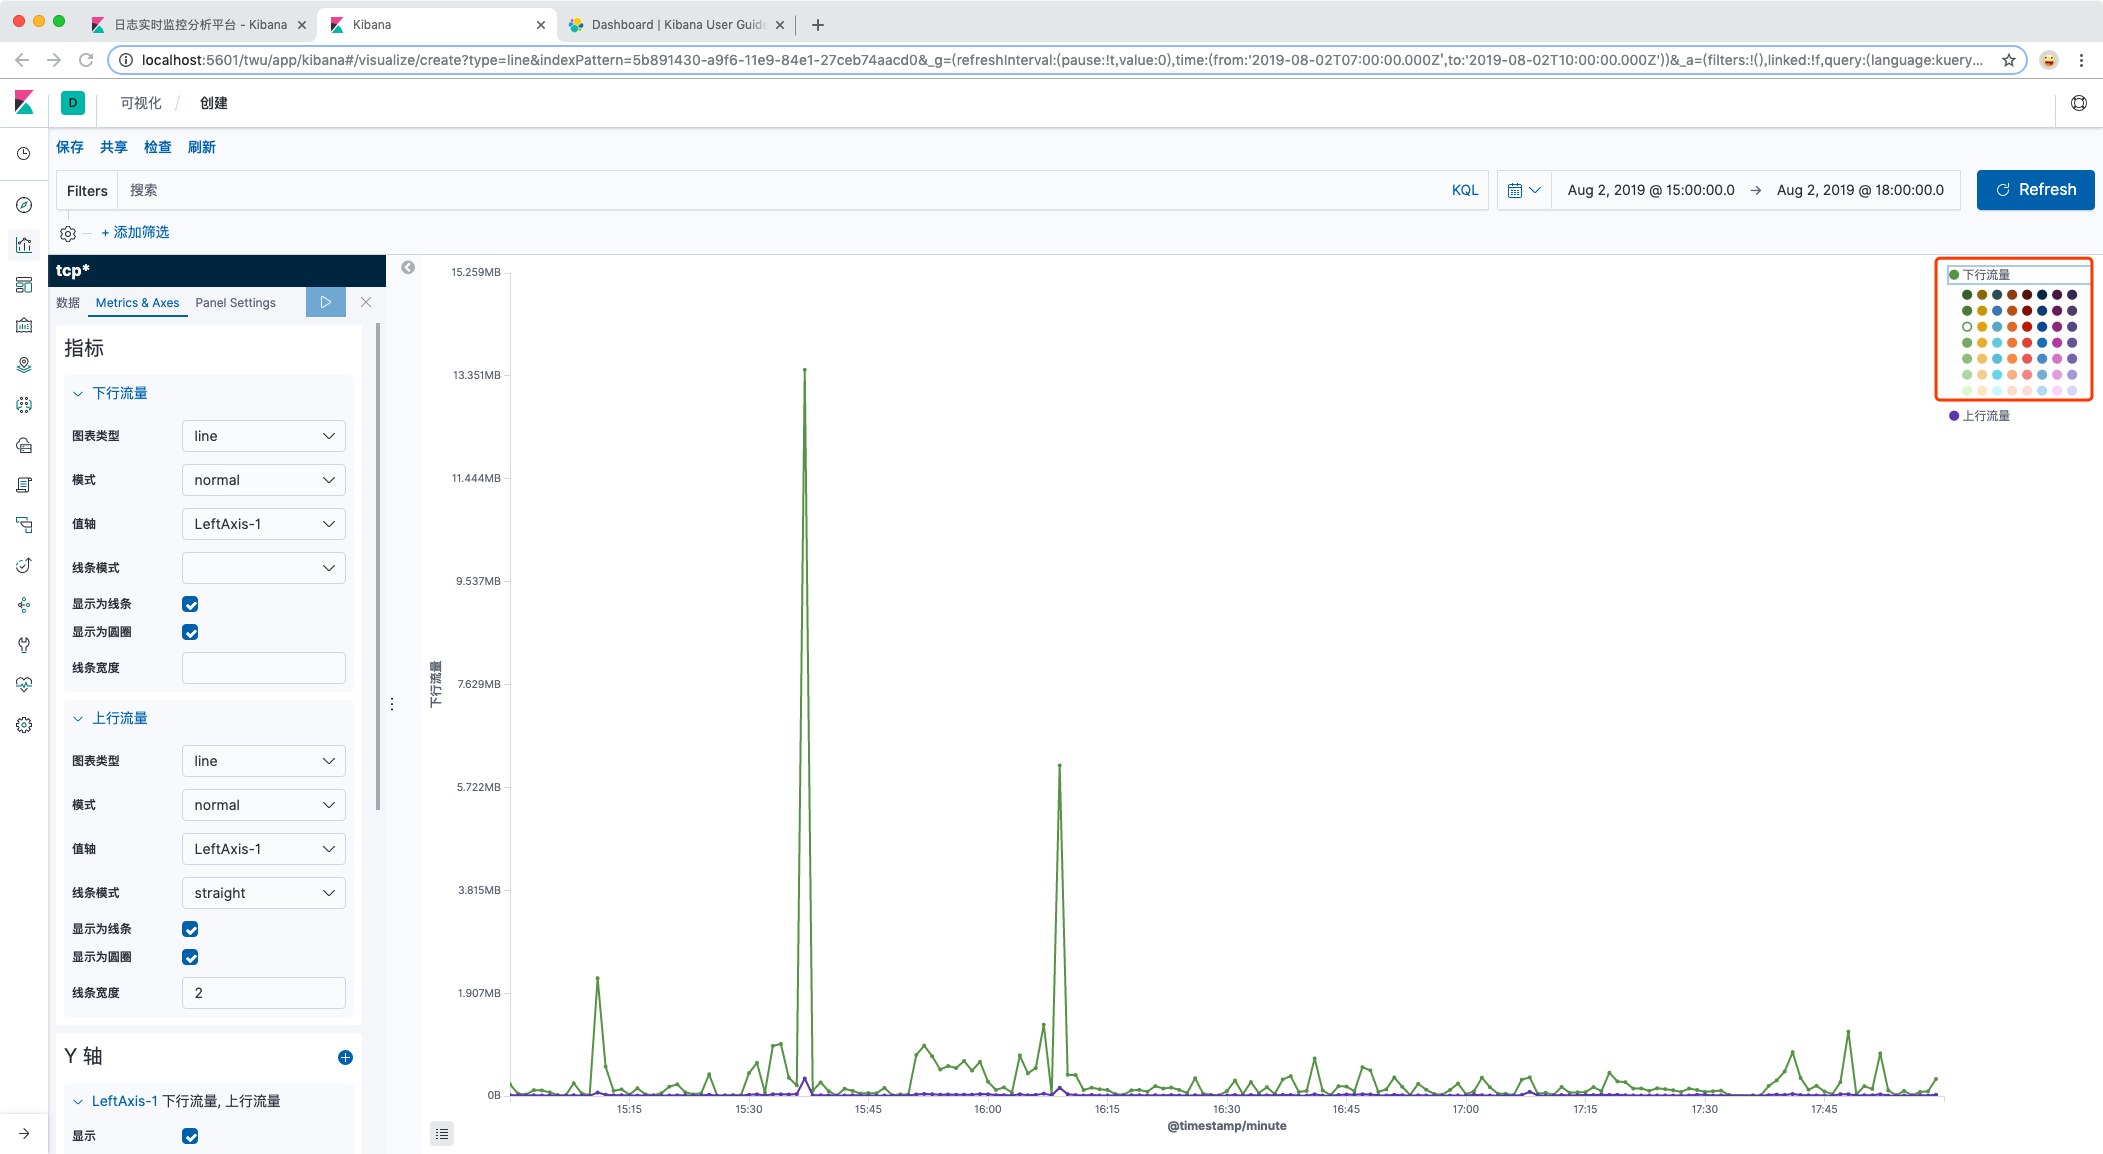 日志实时监控分析平台 - Kibana
Kibana
Dashboard | Kibana User Guide
localhost:5601/twu/app/kibana#/visualize/create?type=line&indexPattern=5b891430-a9f6-11e9-84e1-27ceb74aacd0&_g=(refreshInterval:(pause:!t,value:0),time:(from:'2019-08-02T07:00:00.000Z',to:'2019-08-02T10:00:00.000Z'))&_a=(filters:!(),linked:!f,query:(language:kuery...
D
可视化 / 创建
保存 共享 检查 刷新
Filters 搜索 KQL
Aug 2, 2019 @ 15:00:00.0 → Aug 2, 2019 @ 18:00:00.0
Refresh
+ 添加筛选
tcp*
数据 Metrics & Axes Panel Settings
指标
下行流量
图表类型 line
模式 normal
值轴 LeftAxis-1
线条模式
显示为线条
显示为圆圈
线条宽度
上行流量
图表类型 line
模式 normal
值轴 LeftAxis-1
线条模式 straight
显示为线条
显示为圆圈
线条宽度 2
Y 轴
LeftAxis-1 下行流量, 上行流量
显示
下行流量
15.259MB
13.351MB
11.444MB
9.537MB
7.629MB
5.722MB
3.815MB
1.907MB
0B
15:15 15:30 15:45 16:00 16:15 16:30 16:45 17:00 17:15 17:30 17:45
@timestamp/minute
下行流量
上行流量